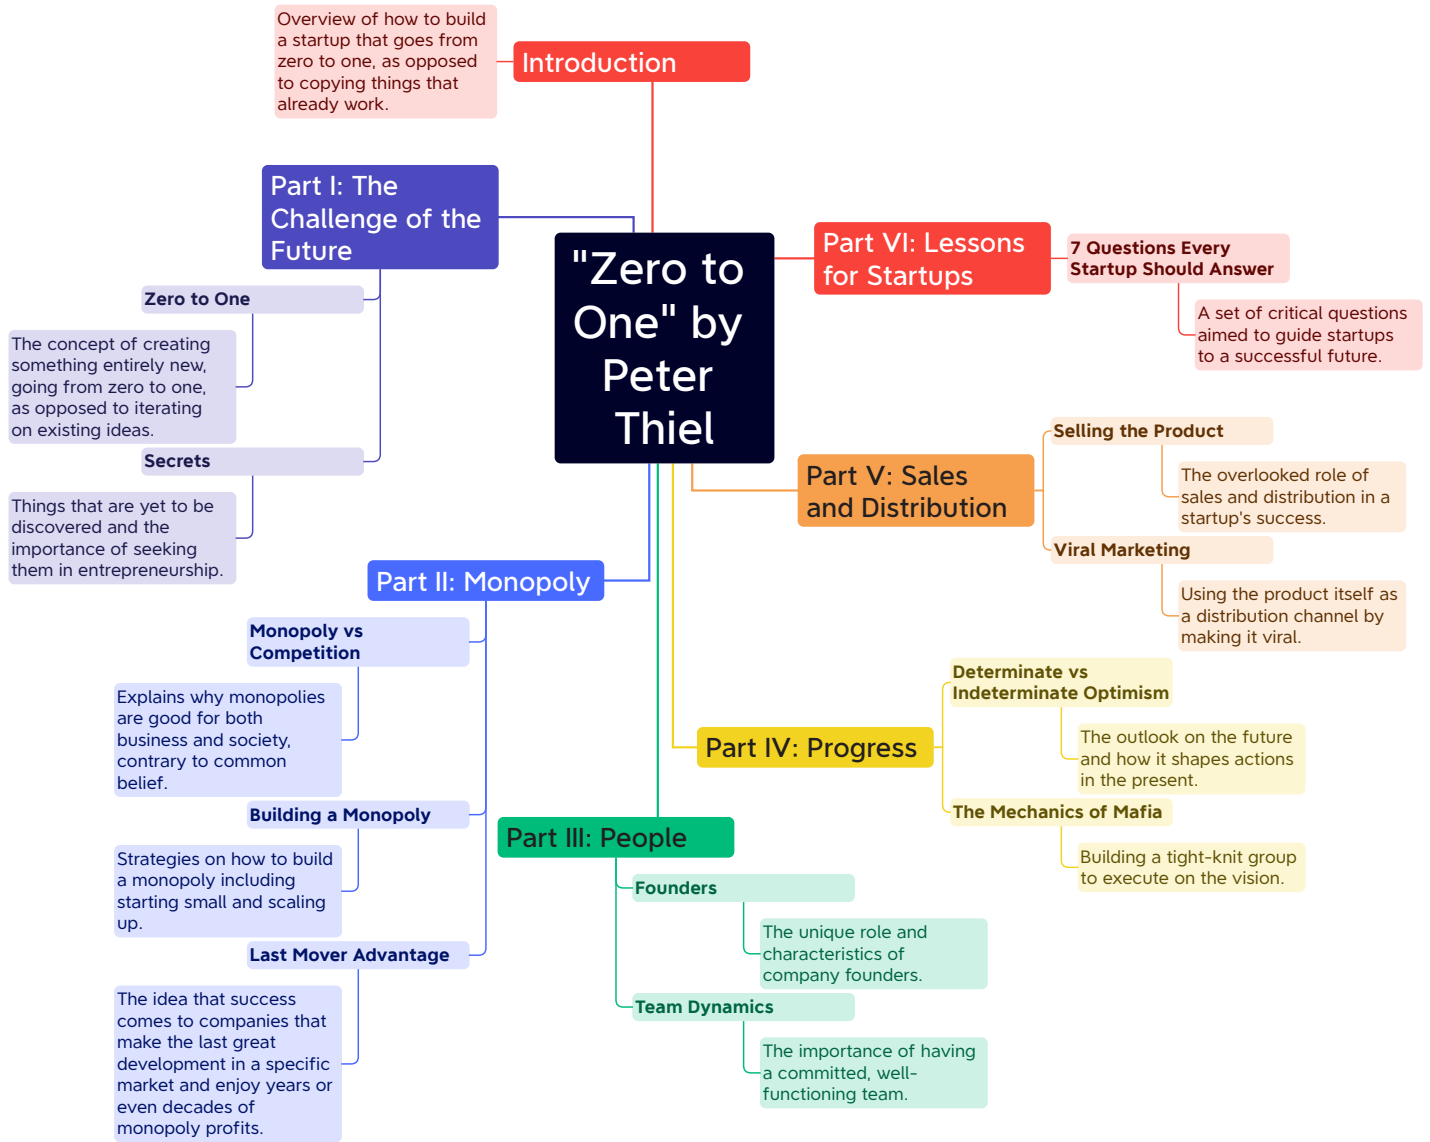 "Zero to
One" by
Peter
Thiel
Introduction
Overview of how to build
a startup that goes from
zero to one, as opposed
to copying things that
already work.
Part I: The
Challenge of the
Future
Zero to One
The concept of creating
something entirely new,
going from zero to one,
as opposed to iterating
on existing ideas.
Secrets
Things that are yet to be
discovered and the
importance of seeking
them in entrepreneurship.
Part II: Monopoly
Monopoly vs
Competition
Explains why monopolies
are good for both
business and society,
contrary to common
belief.
Building a Monopoly
Strategies on how to build
a monopoly including
starting small and scaling
up.
Last Mover Advantage
The idea that success
comes to companies that
make the last great
development in a specific
market and enjoy years or
even decades of
monopoly profits.
Part III: People
Founders
The unique role and
characteristics of
company founders.
Team Dynamics
The importance of having
a committed, well-
functioning team.
Part IV: Progress
Determinate vs
Indeterminate Optimism
The outlook on the future
and how it shapes actions
in the present.
The Mechanics of Mafia
Building a tight-knit group
to execute on the vision.
Part V: Sales
and Distribution
Selling the Product
The overlooked role of
sales and distribution in a
startup's success.
Viral Marketing
Using the product itself as
a distribution channel by
making it viral.
Part VI: Lessons
for Startups
7 Questions Every
Startup Should Answer
A set of critical questions
aimed to guide startups
to a successful future.